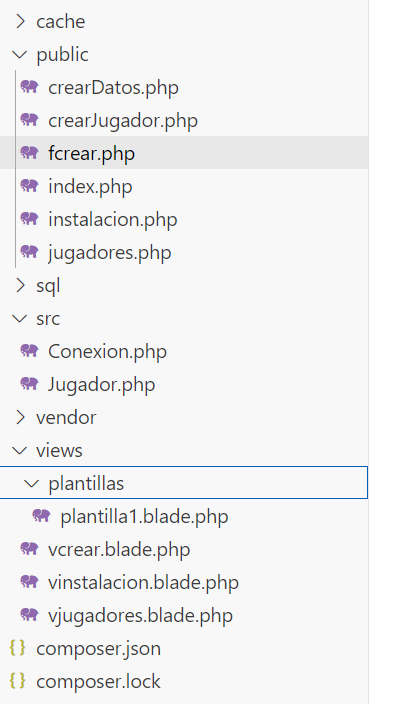 cache
public
crearDatos.php
crearJugador.php
fcrear.php
index.php
instalacion.php
jugadores.php
sql
src
Conexion.php
Jugador.php
vendor
views
plantillas
plantilla1.blade.php
vcrear.blade.php
vinstalacion.blade.php
vjugadores.blade.php
{} composer.json
{} composer.lock